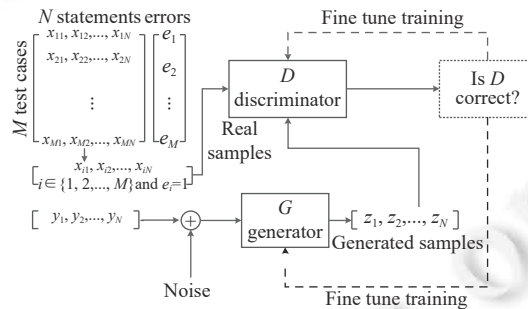 N statements errors
Fine tune training
M test cases
x11, x12,..., x1N
e1
x21, x22,..., x2N
e2
⋮
⋮
xM1, xM2,..., xMN
eM
D
discriminator
Is D
correct?
Real
samples
xi1, xi2,..., xiN
i∈{1, 2,..., M}and ei=1
y1, y2,..., yN
+
G
generator
z1, z2,..., zN
Generated samples
Noise
Fine tune training